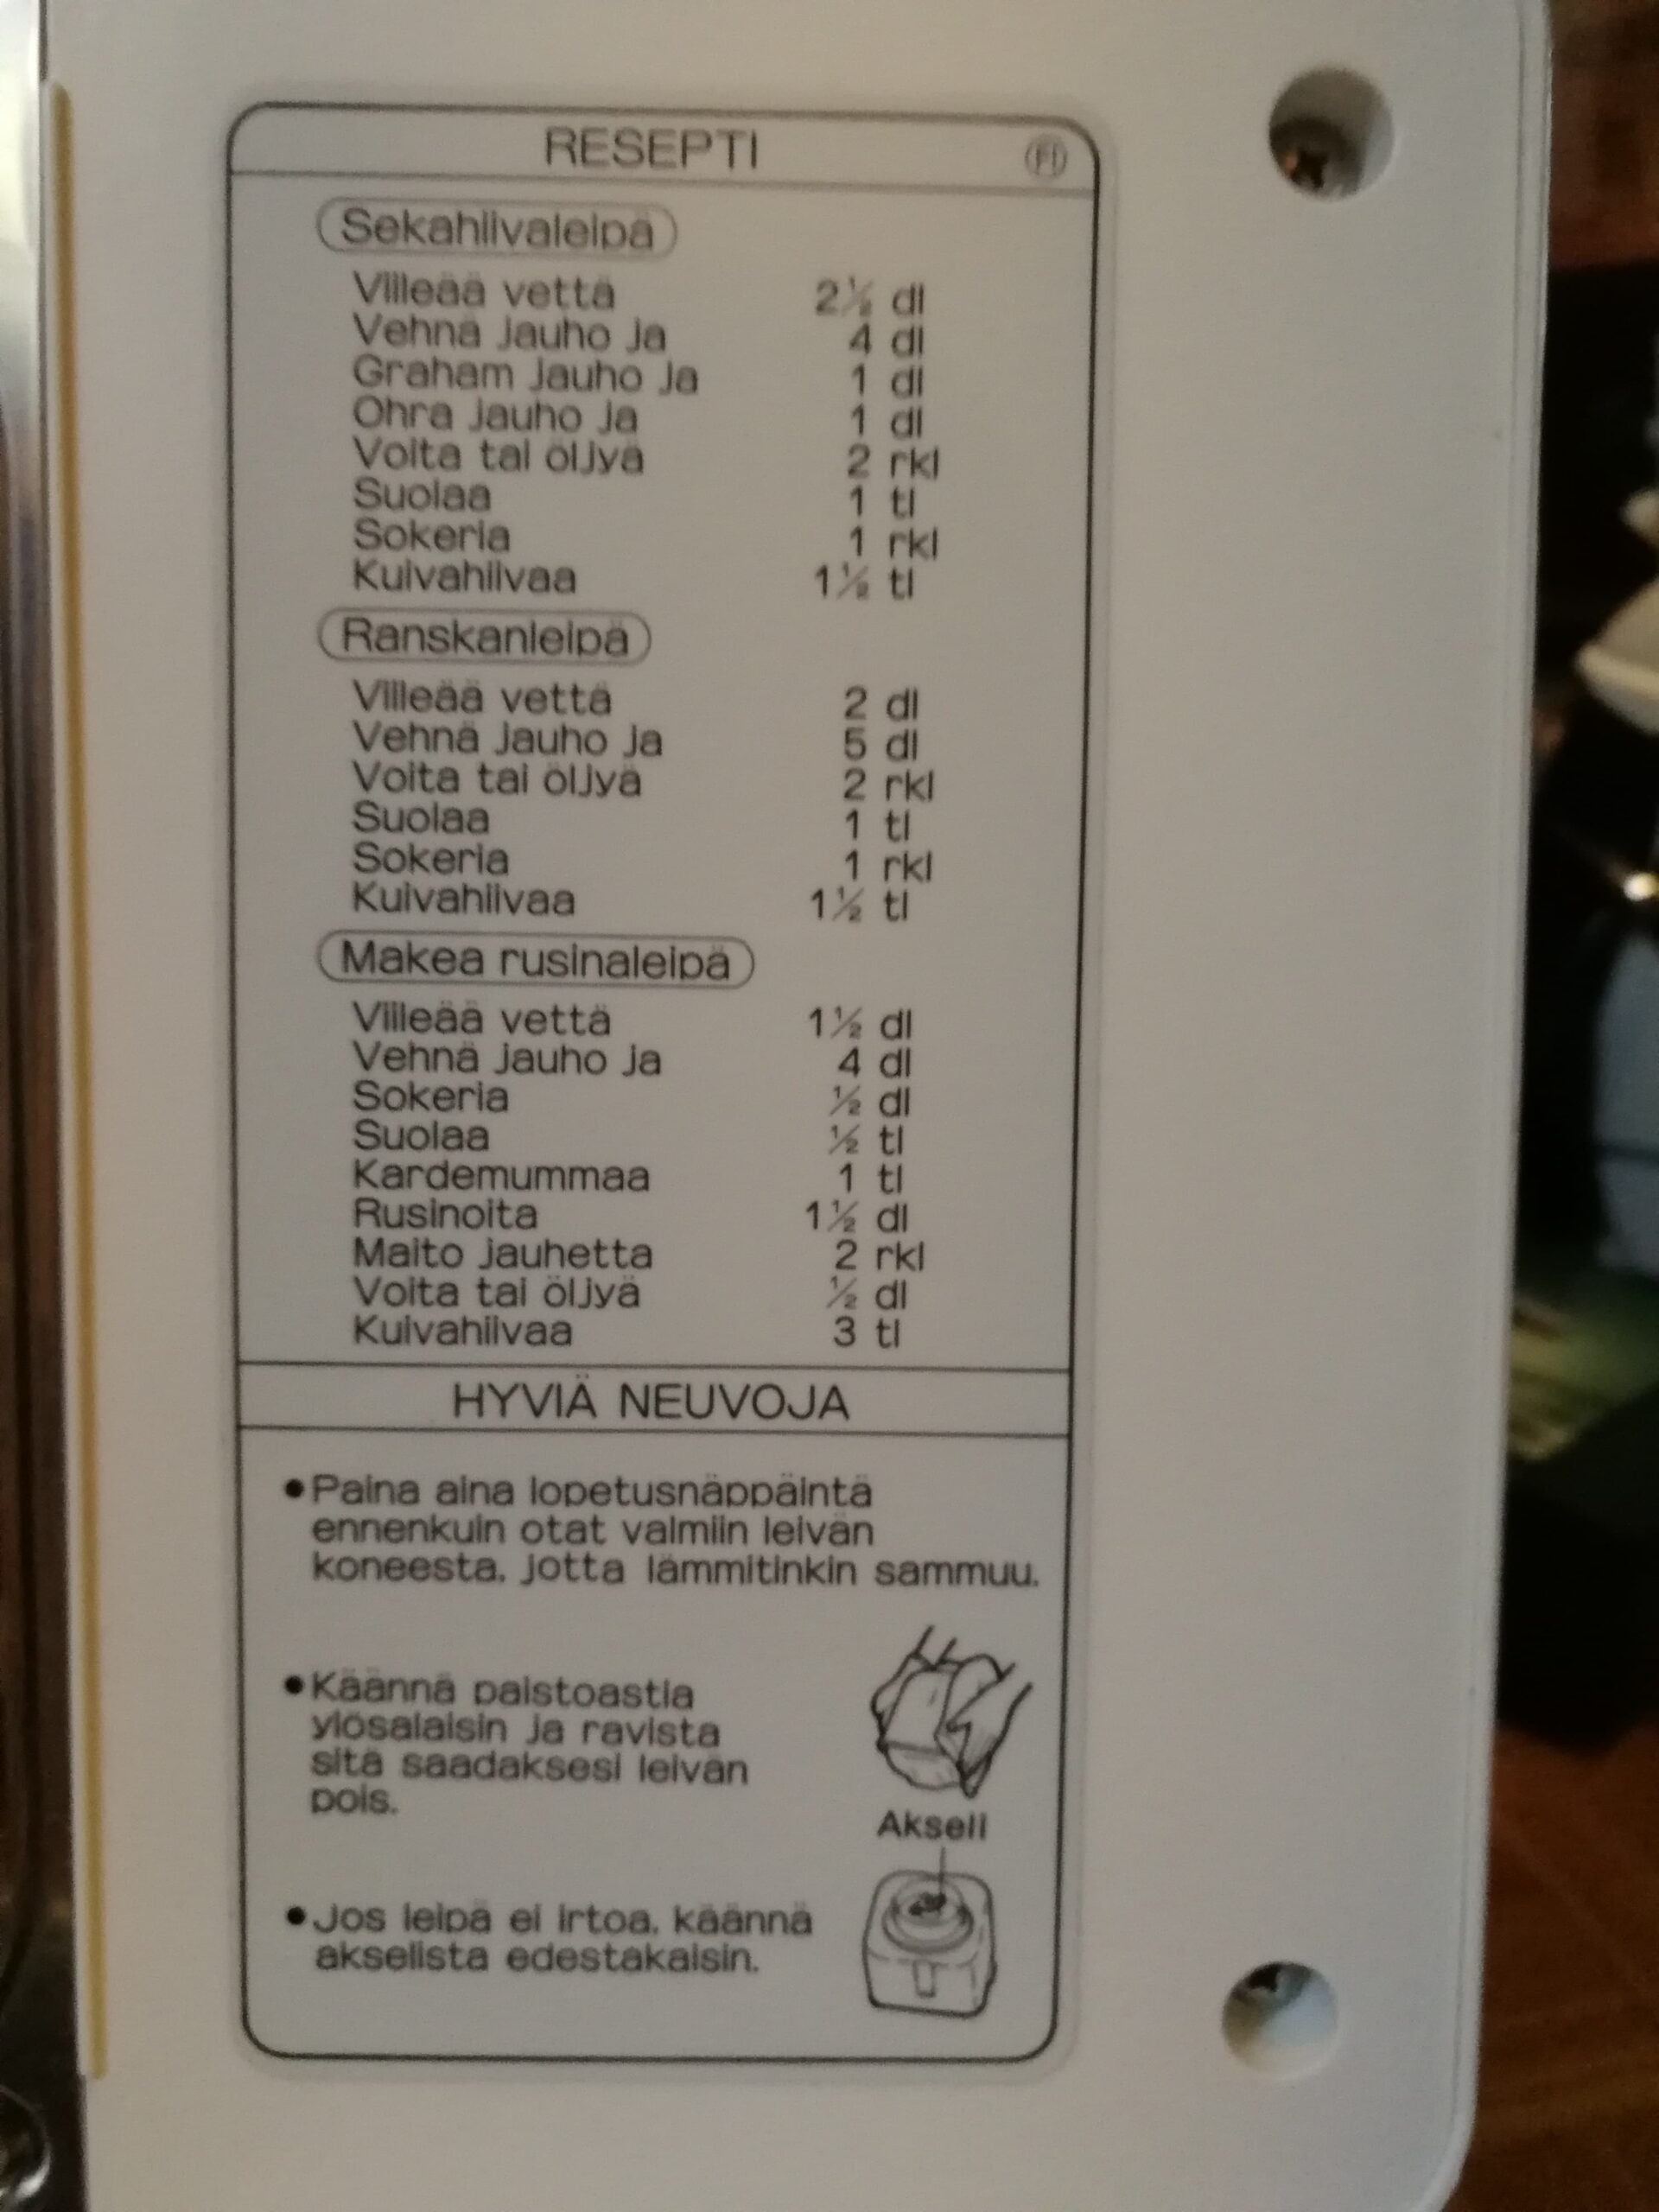 RESEPTI FI
Sekahiivaleipä
Viileää vettä 2½ dl
Vehnä jauho ja 4 dl
Graham jauho ja 1 dl
Ohra jauho ja 1 dl
Voita tai öljyä 2 rkl
Suolaa 1 tl
Sokeria 1 rkl
Kuivahiivaa 1½ tl
Ranskanleipä
Viileää vettä 2 dl
Vehnä jauho ja 5 dl
Voita tai öljyä 2 rkl
Suolaa 1 tl
Sokeria 1 rkl
Kuivahiivaa 1½ tl
Makea rusinaleipä
Viileää vettä 1½ dl
Vehnä jauho ja 4 dl
Sokeria ½ dl
Suolaa ½ tl
Kardemummaa 1 tl
Rusinoita 1½ dl
Maito jauhetta 2 rkl
Voita tai öljyä ½ dl
Kuivahiivaa 3 tl
HYVIÄ NEUVOJA
•Paina aina lopetusnäppäintä
ennenkuin otat valmiin leivän
koneesta, jotta lämmitinkin sammuu.
•Käännä paistoastia
ylösalaisin ja ravista
sitä saadaksesi leivän
pois.
Akseli
•Jos leipä ei irtoa, käännä
akselista edestakaisin.